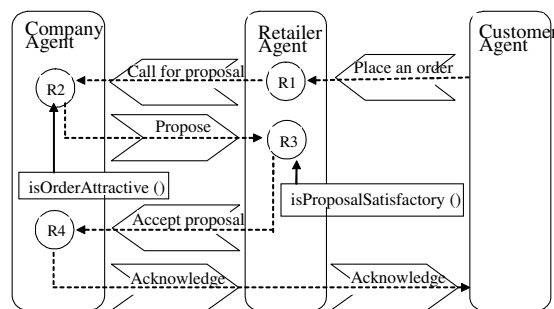 Company
Agent
Retailer
Agent
Customer
Agent
Call for proposal
Place an order
R2
R1
Propose
R3
isOrderAttractive ()
isProposalSatisfactory ()
Accept proposal
R4
Acknowledge
Acknowledge